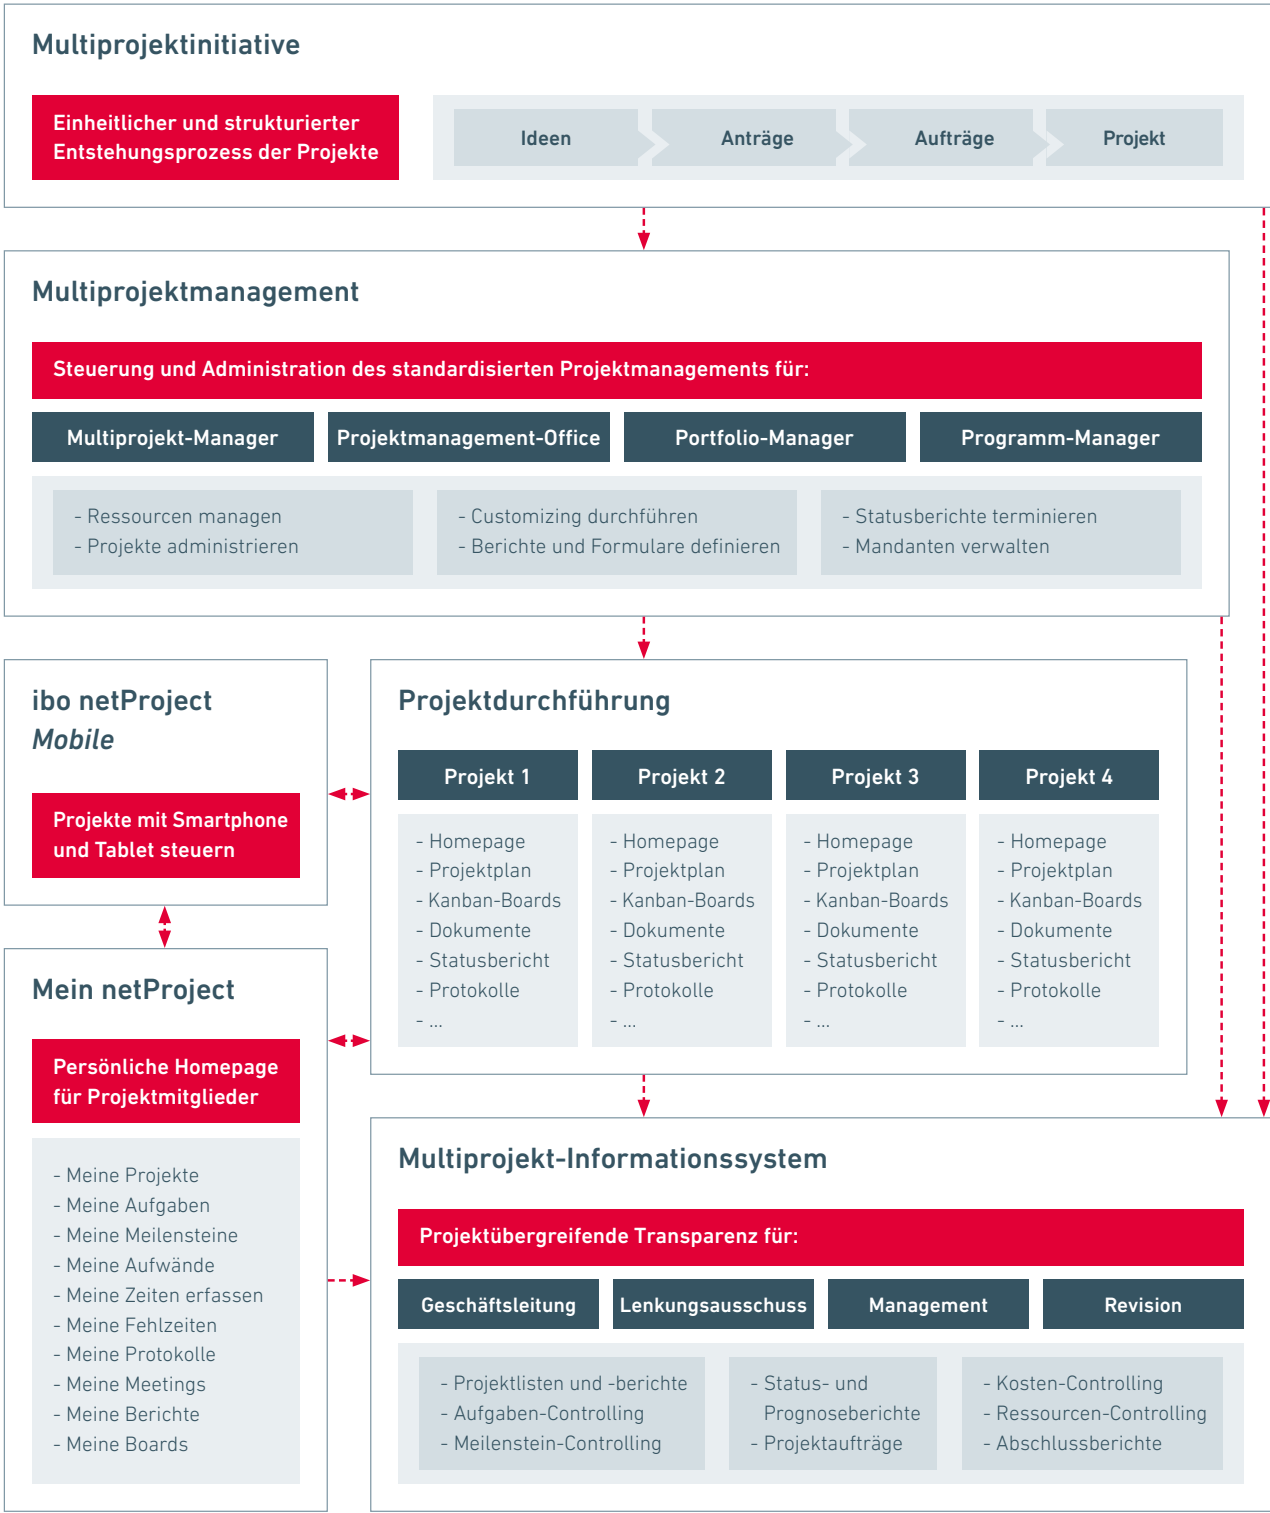 Multiprojektinitiative
Einheitlicher und strukturierter
Entstehungsprozess der Projekte
Ideen
Anträge
Aufträge
Projekt
Multiprojektmanagement
Steuerung und Administration des standardisierten Projektmanagements für:
Multiprojekt-Manager
Projektmanagement-Office
Portfolio-Manager
Programm-Manager
- Ressourcen managen
- Projekte administrieren
- Customizing durchführen
- Berichte und Formulare definieren
- Statusberichte terminieren
- Mandanten verwalten
ibo netProject
Mobile
Projekte mit Smartphone
und Tablet steuern
Projektdurchführung
Projekt 1
- Homepage
- Projektplan
- Kanban-Boards
- Dokumente
- Statusbericht
- Protokolle
- ...
Projekt 2
- Homepage
- Projektplan
- Kanban-Boards
- Dokumente
- Statusbericht
- Protokolle
- ...
Projekt 3
- Homepage
- Projektplan
- Kanban-Boards
- Dokumente
- Statusbericht
- Protokolle
- ...
Projekt 4
- Homepage
- Projektplan
- Kanban-Boards
- Dokumente
- Statusbericht
- Protokolle
- ...
Mein netProject
Persönliche Homepage
für Projektmitglieder
- Meine Projekte
- Meine Aufgaben
- Meine Meilensteine
- Meine Aufwände
- Meine Zeiten erfassen
- Meine Fehlzeiten
- Meine Protokolle
- Meine Meetings
- Meine Berichte
- Meine Boards
Multiprojekt-Informationssystem
Projektübergreifende Transparenz für:
Geschäftsleitung
Lenkungsausschuss
Management
Revision
- Projektlisten und -berichte
- Aufgaben-Controlling
- Meilenstein-Controlling
- Status- und
Prognoseberichte
- Projektaufträge
- Kosten-Controlling
- Ressourcen-Controlling
- Abschlussberichte